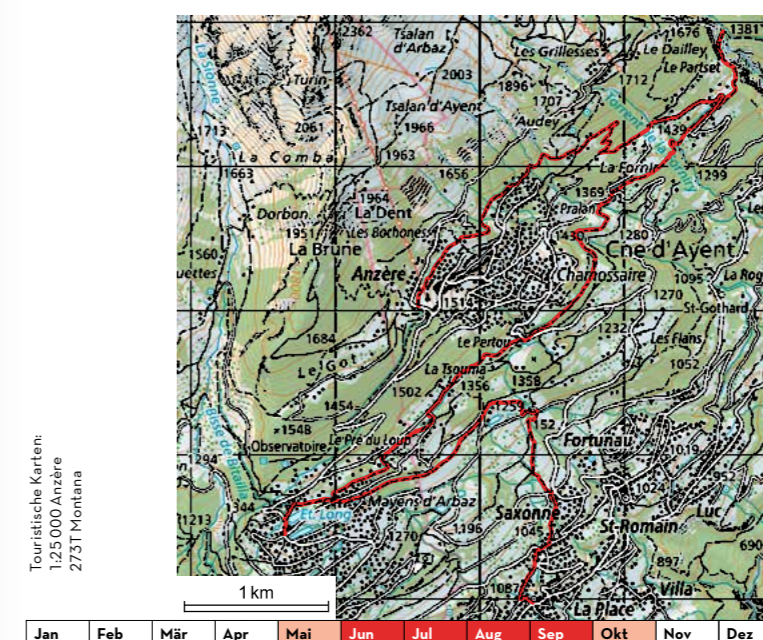 Touristische Karten:
1:25 000 Anzère
273T Montana
2362
Tsalan
d'Arbaz
1676
1381
Les Grillesses
Le Dailley
Le Partset
La Sionne
Turin
2003
1896
1712
1707
Tsalan d'Ayent
Audey
1713
2061
1966
1439
La Comba
1963
1663
1656
La Fornir
1299
1369
1964
Dorbon
La Dent
Pralan
1951
Les Bochonés
1430
1280
La Brune
Cne d'Ayent
1560
Anzère
Chamossaire
1095
1514
1270
St-Gothard
1232
1684
Le Pertou
Les Flans
Le Got
La Tsouma
1052
1356
1358
1502
1454
1259
1548
152
Observatoire
Le Pré du Loup
Fortunau
Bisse de Bitailla
1294
1019
952
1344
Et. Long
Mayens d'Arbaz
1024
Luc
1213
Saxonne
St-Romain
1270
1196
1045
690
897
1087
Villa
La Place
1 km
Jan Feb Mär Apr Mai Jun Jul Aug Sep Okt Nov Dez